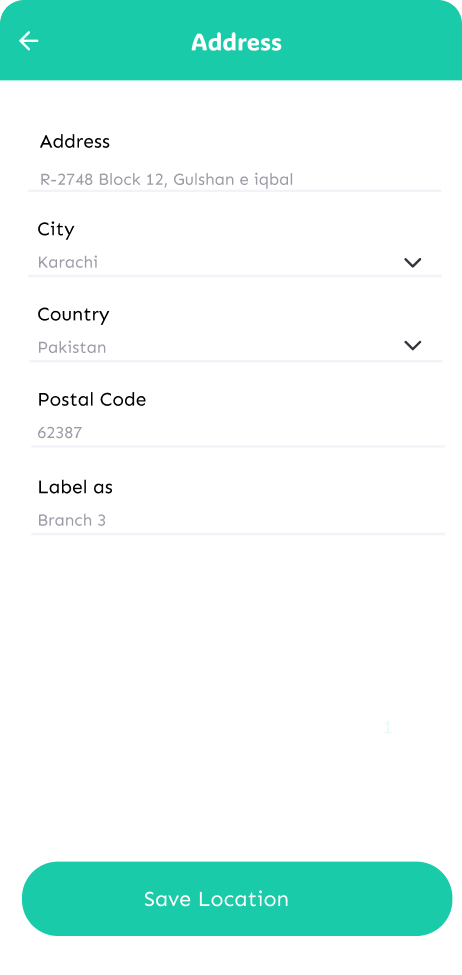 Address
Address
R-2748 Block 12, Gulshan e iqbal
City
Karachi
Country
Pakistan
Postal Code
62387
Label as
Branch 3
1
Save Location